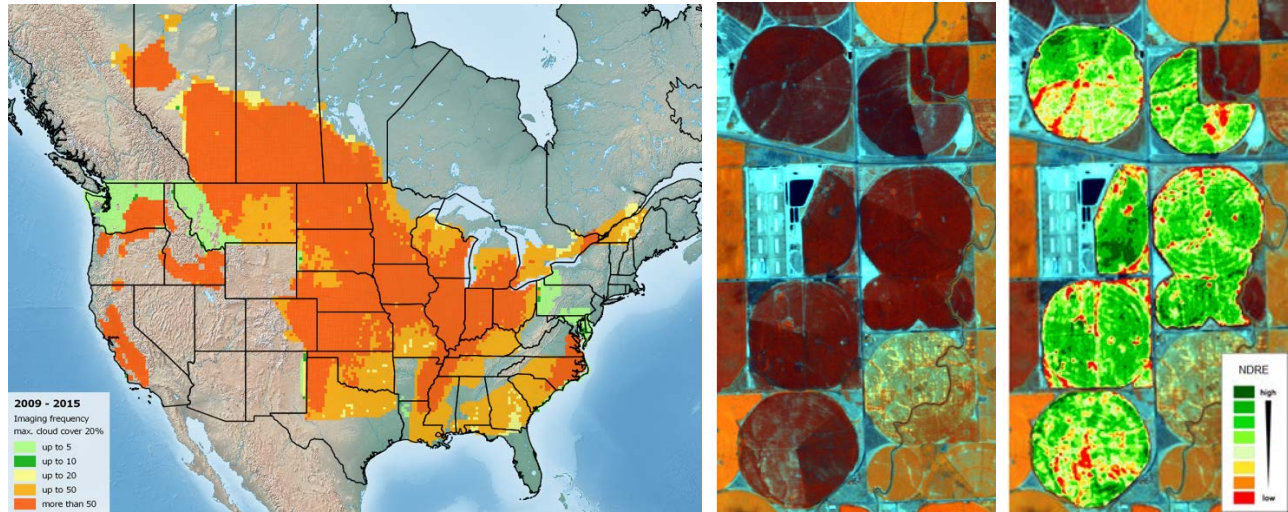 2009 - 2015
Imaging frequency
max. cloud cover 20%
up to 5
up to 10
up to 20
up to 50
more than 50
NDRE
high
low